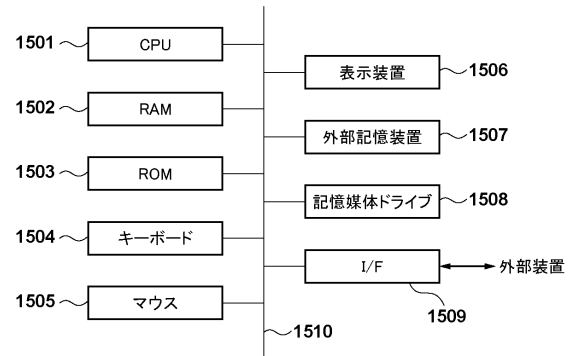 1501 CPU
1502 RAM
1503 ROM
1504 キーボード
1505 マウス
表示装置 1506
外部記憶装置 1507
記憶媒体ドライブ 1508
I/F 外部装置
1509
1510